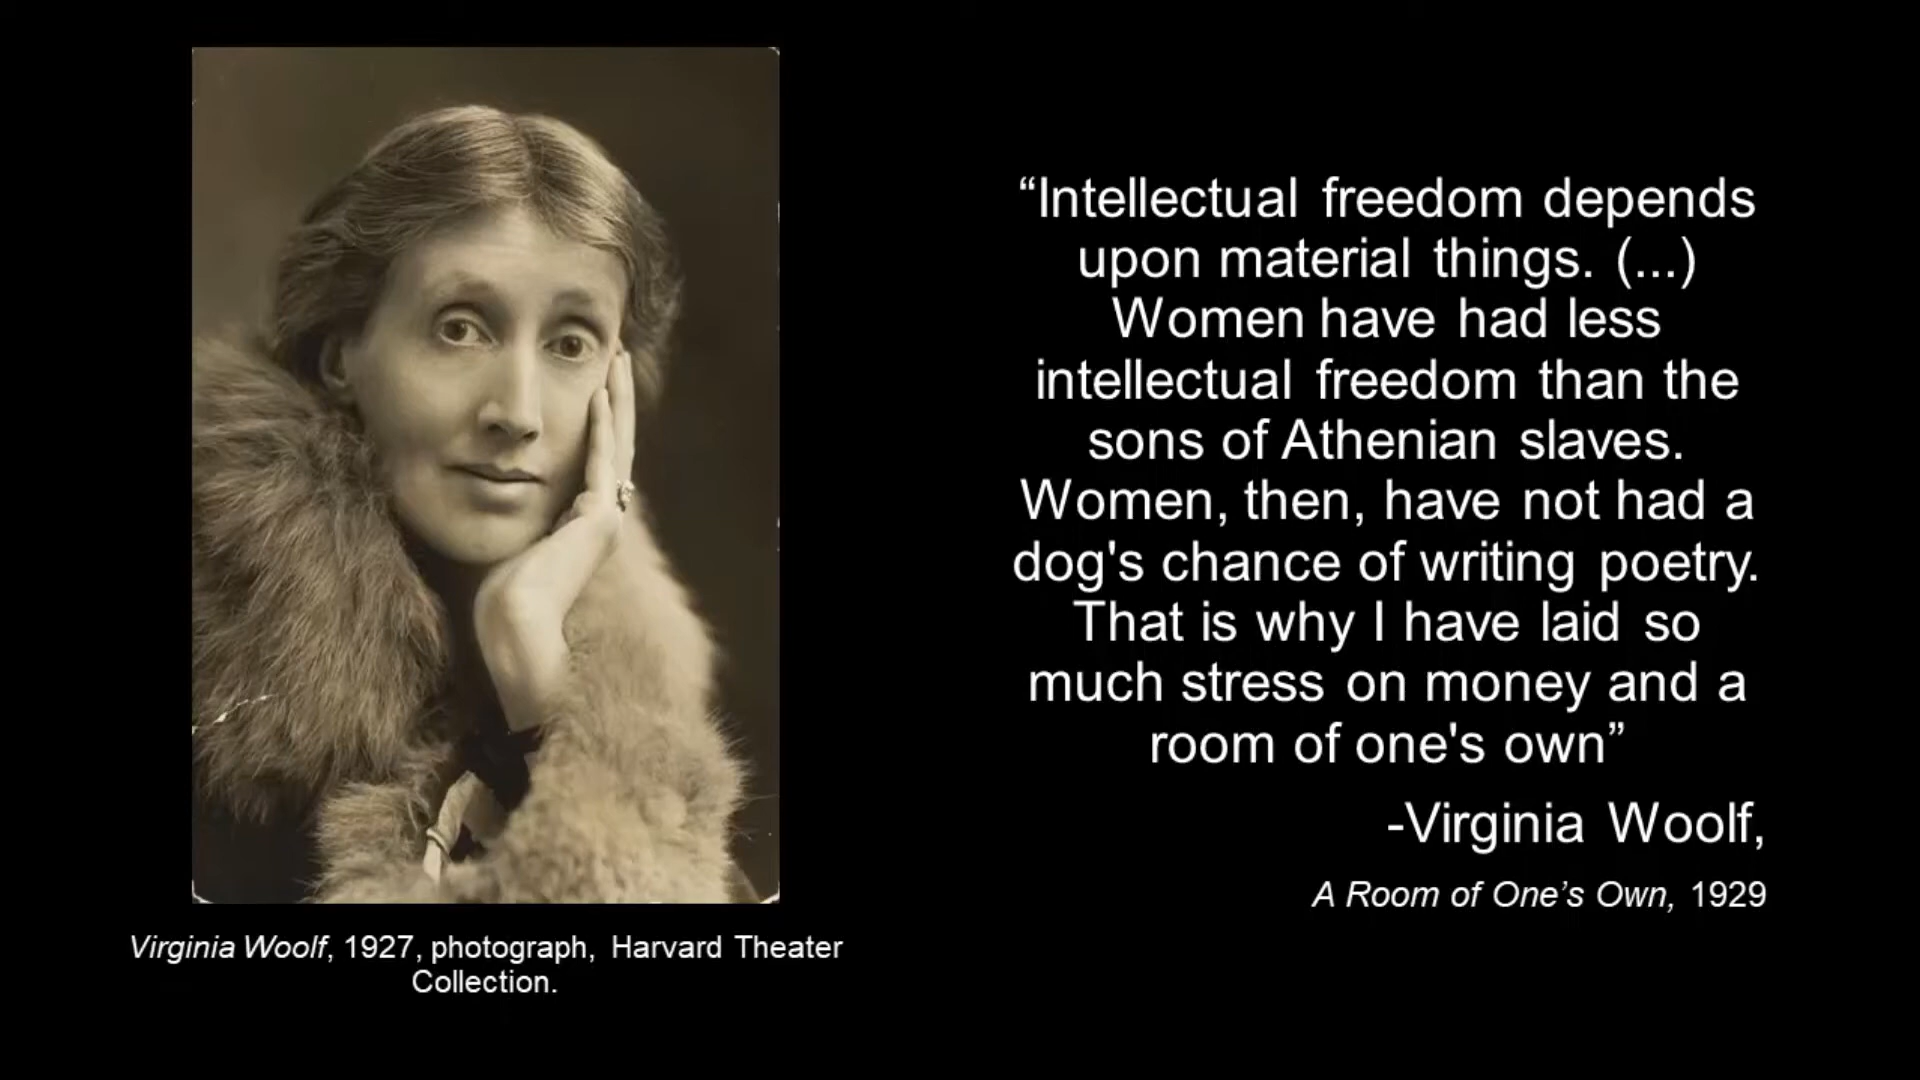 “Intellectual freedom depends
upon material things. (...)
Women have had less
intellectual freedom than the
sons of Athenian slaves.
Women, then, have not had a
dog's chance of writing poetry.
That is why I have laid so
much stress on money and a
room of one's own”
-Virginia Woolf,
A Room of One’s Own, 1929
Virginia Woolf, 1927, photograph, Harvard Theater
Collection.